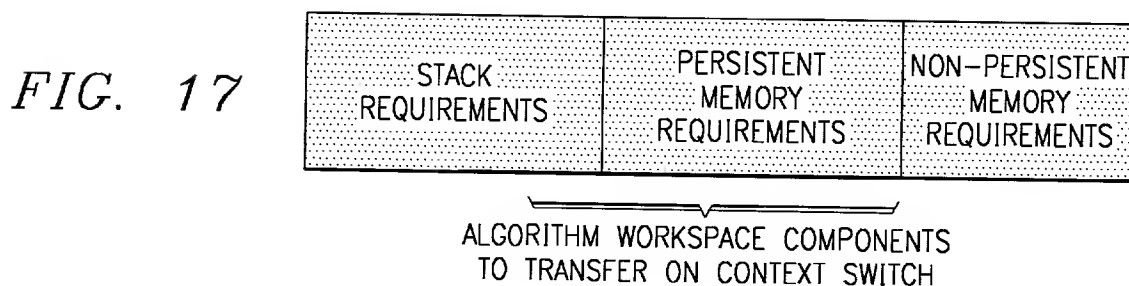 FIG. 17
STACK
REQUIREMENTS
PERSISTENT
MEMORY
REQUIREMENTS
NON-PERSISTENT
MEMORY
REQUIREMENTS
ALGORITHM WORKSPACE COMPONENTS
TO TRANSFER ON CONTEXT SWITCH